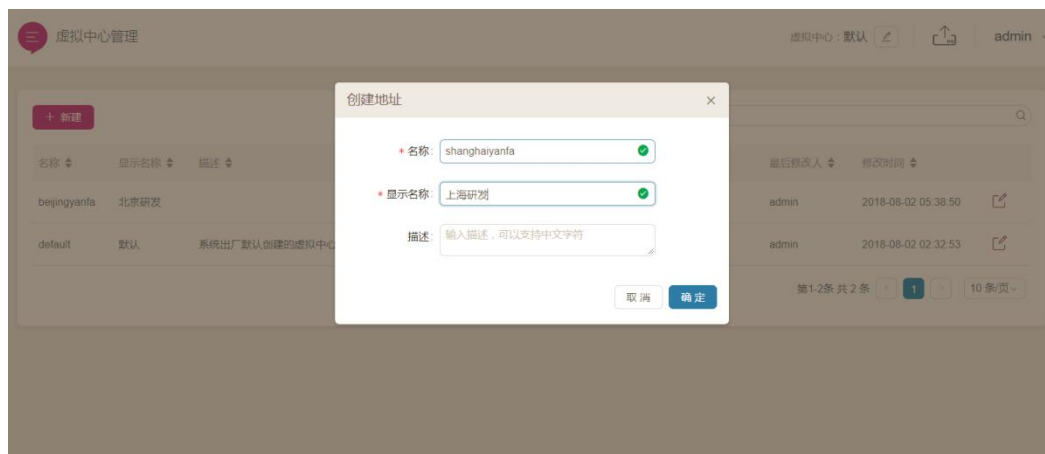 虚拟中心管理
虚拟中心：默认
admin
创建地址
+ 新建
* 名称: shanghaiyanfa
名称 显示名称 描述 最后修改人 修改时间
* 显示名称: 上海研发
beijingyanfa 北京研发 admin 2018-08-02 05:38:50
描述: 输入描述，可以支持中文字符
default 默认 系统出厂默认创建的虚拟中心 admin 2018-08-02 02:32:53
第1-2条 共 2 条 1 10 条/页
取 消 确 定